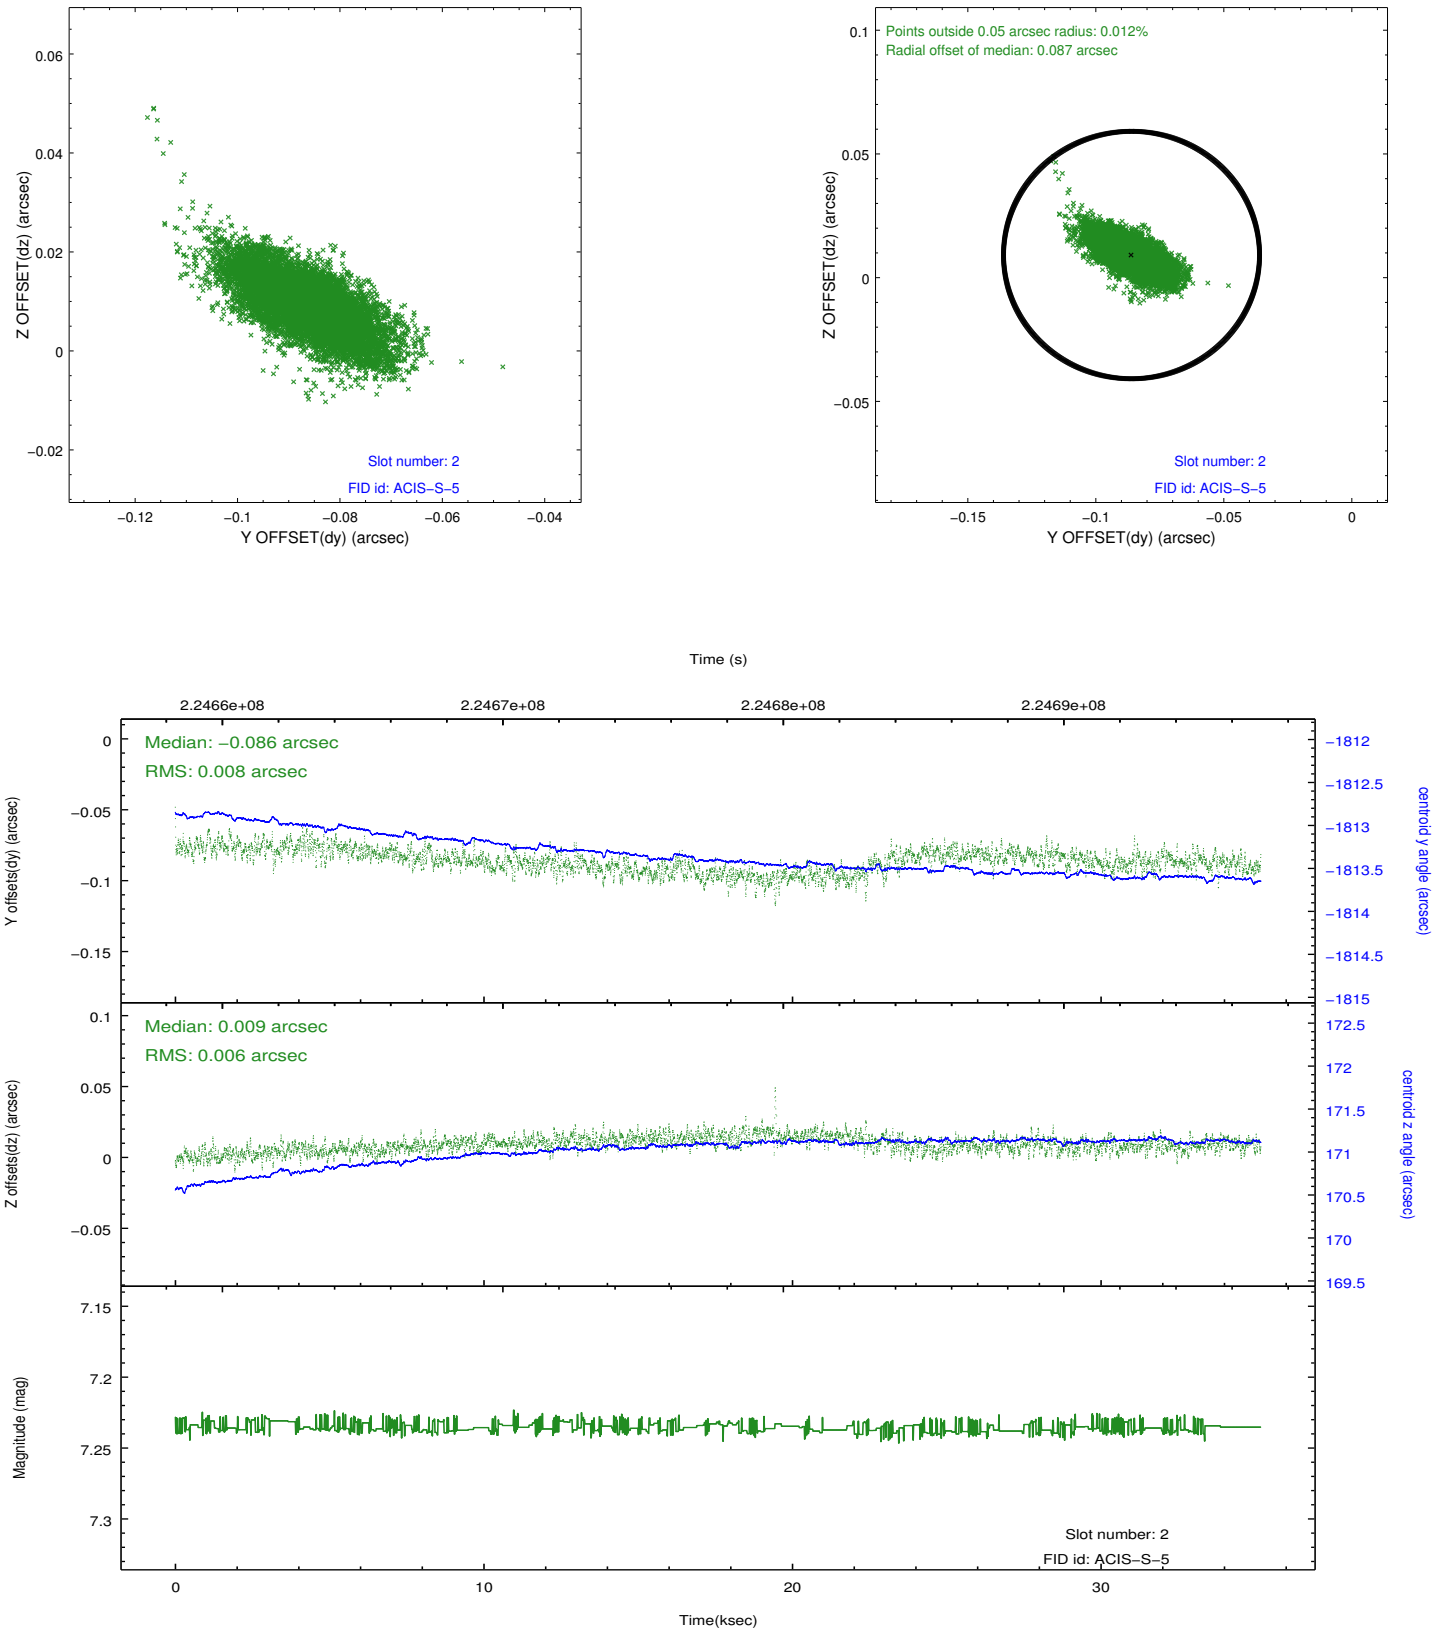 0.06
0.04
0.02
0
−0.02
Z OFFSET(dz) (arcsec)
Slot number: 2
FID id: ACIS−S−5
−0.12
−0.1
−0.08
−0.06
−0.04
Y OFFSET(dy) (arcsec)
Points outside 0.05 arcsec radius: 0.012%
Radial offset of median: 0.087 arcsec
0.1
0.05
0
−0.05
Z OFFSET(dz) (arcsec)
Slot number: 2
FID id: ACIS−S−5
−0.15
−0.1
−0.05
0
Y OFFSET(dy) (arcsec)
Time (s)
2.2466e+08
2.2467e+08
2.2468e+08
2.2469e+08
Median: −0.086 arcsec
RMS: 0.008 arcsec
0
−0.05
−0.1
−0.15
Y offsets(dy) (arcsec)
−1812
−1812.5
−1813
−1813.5
−1814
−1814.5
−1815
centroid y angle (arcsec)
Median: 0.009 arcsec
RMS: 0.006 arcsec
0.1
0.05
0
−0.05
Z offsets(dz) (arcsec)
172.5
172
171.5
171
170.5
170
169.5
centroid z angle (arcsec)
7.15
7.2
7.25
7.3
Magnitude (mag)
Slot number: 2
FID id: ACIS−S−5
0
10
20
30
Time(ksec)